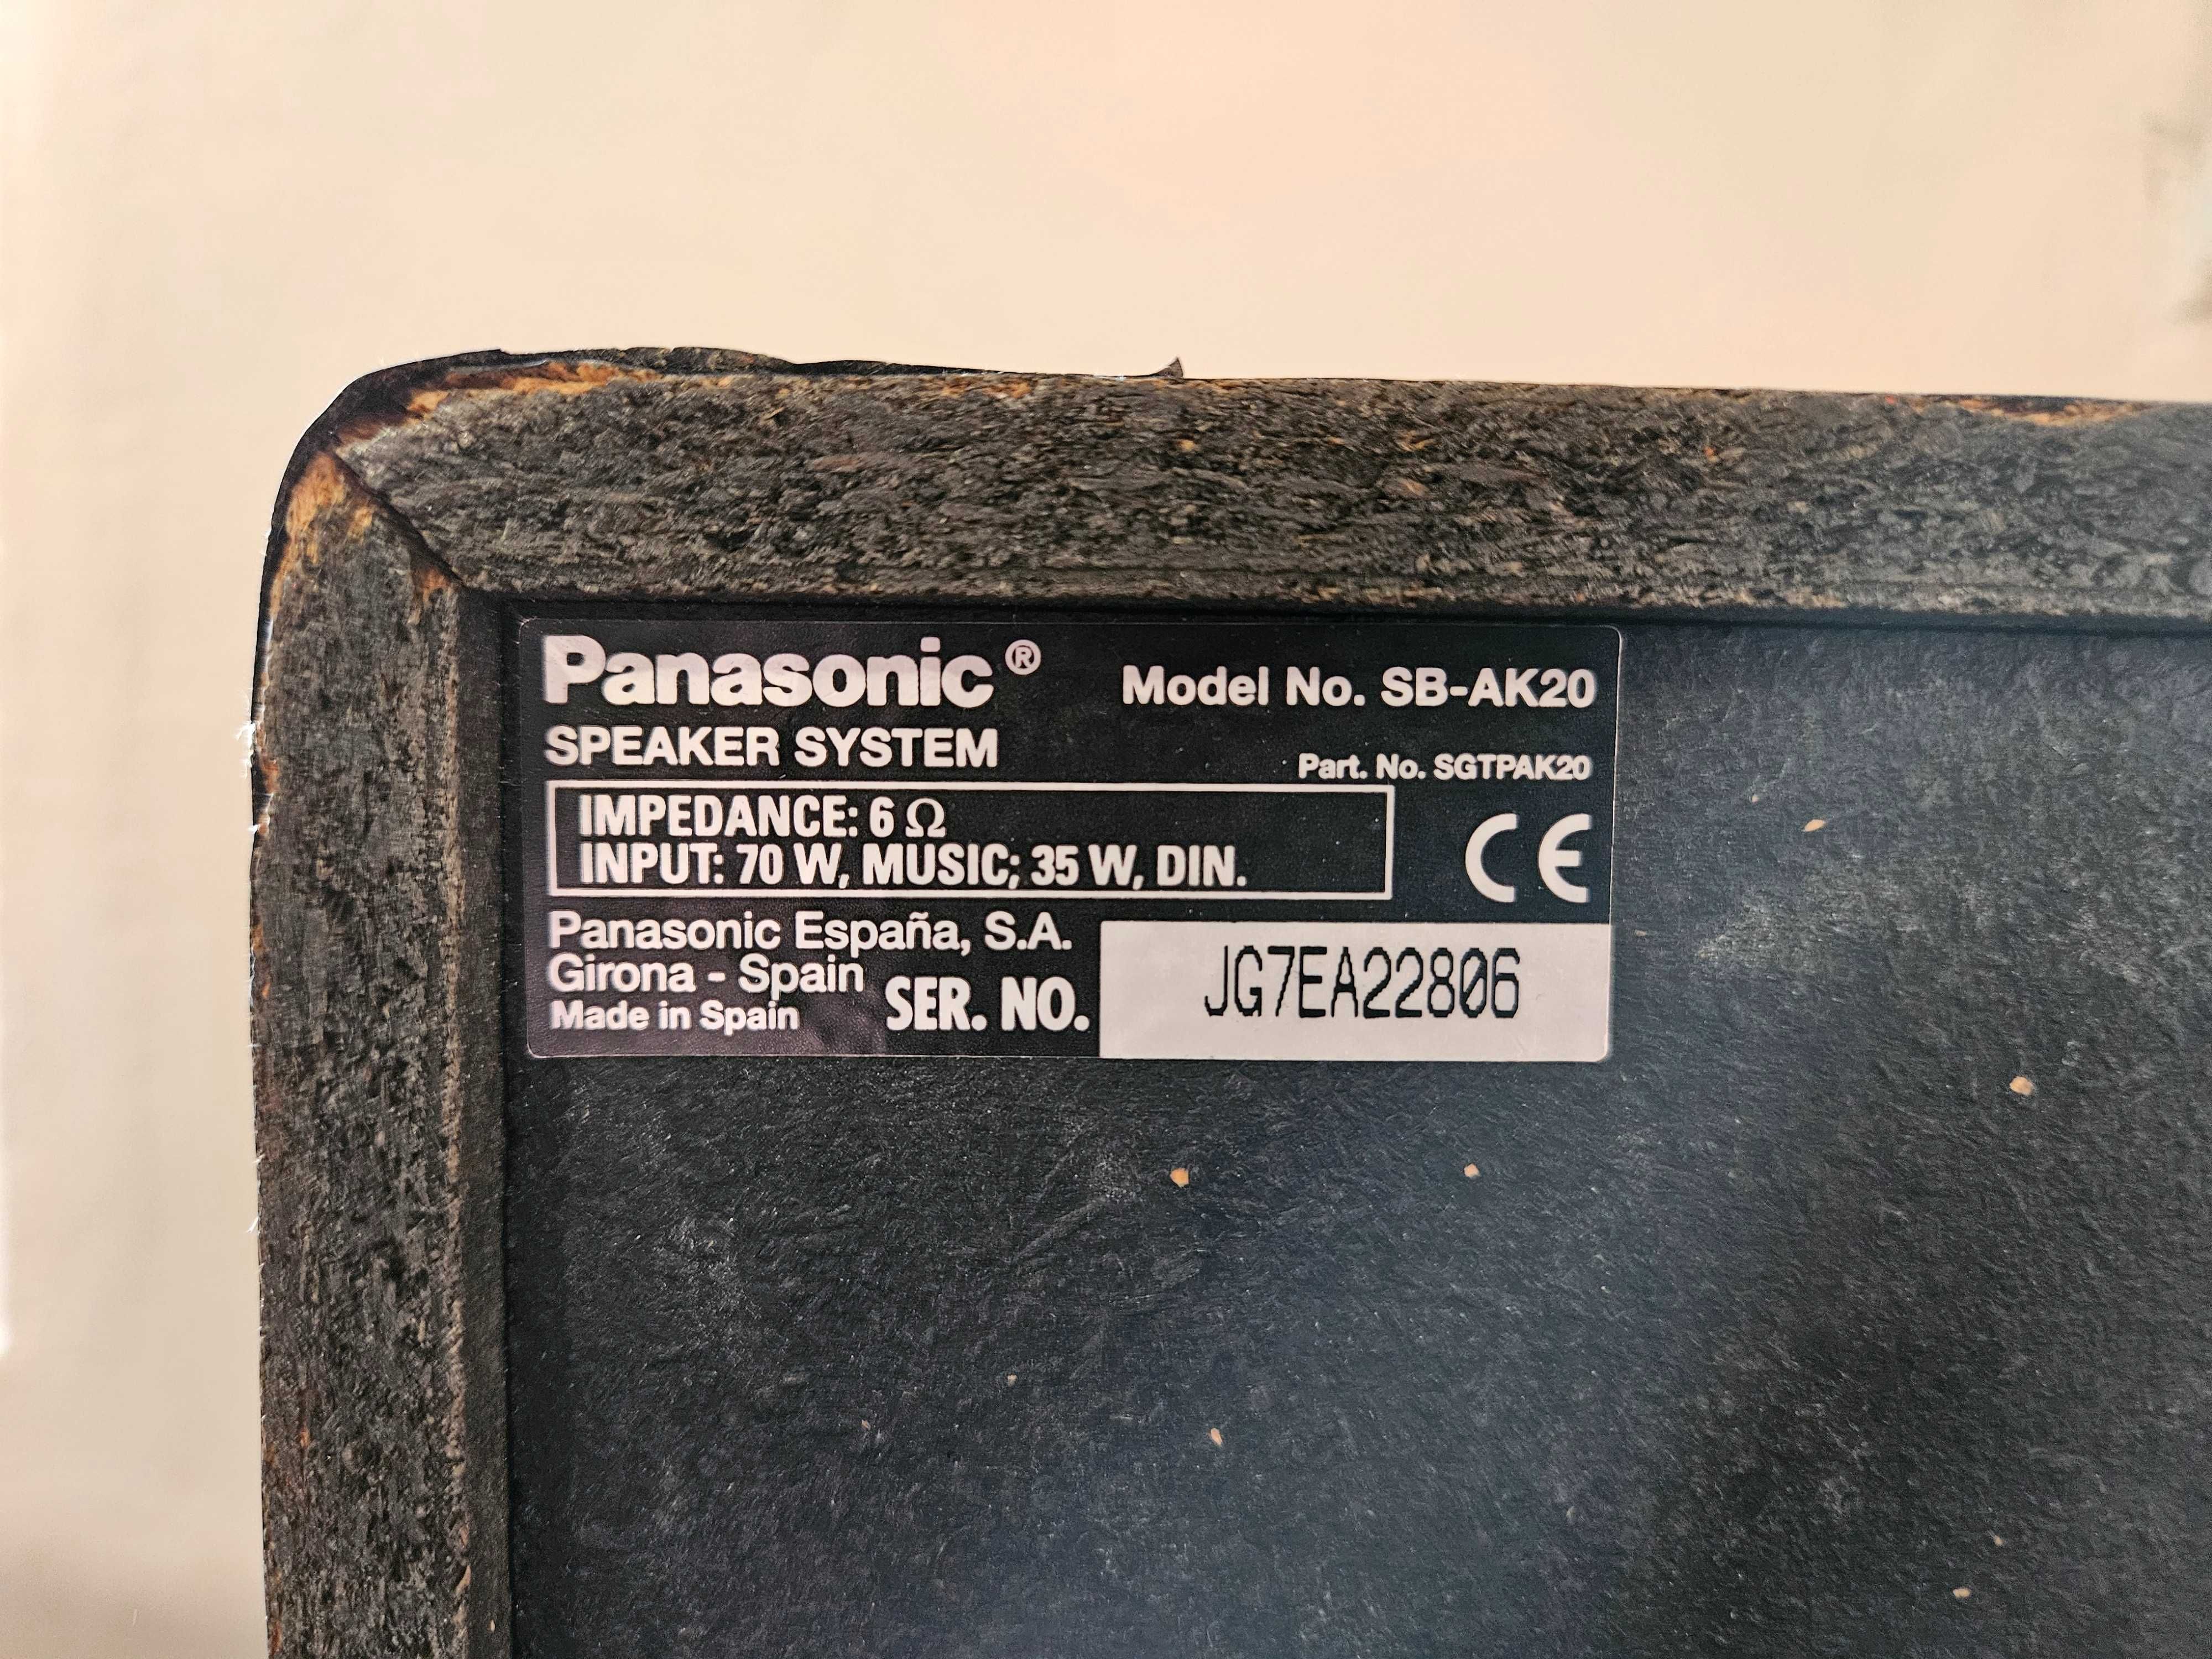 Panasonic®
Model No. SB-AK20
SPEAKER SYSTEM
Part. No. SGTPAK20
IMPEDANCE: 6 Ω
INPUT: 70 W, MUSIC; 35 W, DIN.
CE
Panasonic España, S.A.
Girona - Spain
Made in Spain
SER. NO.
JG7EA22806